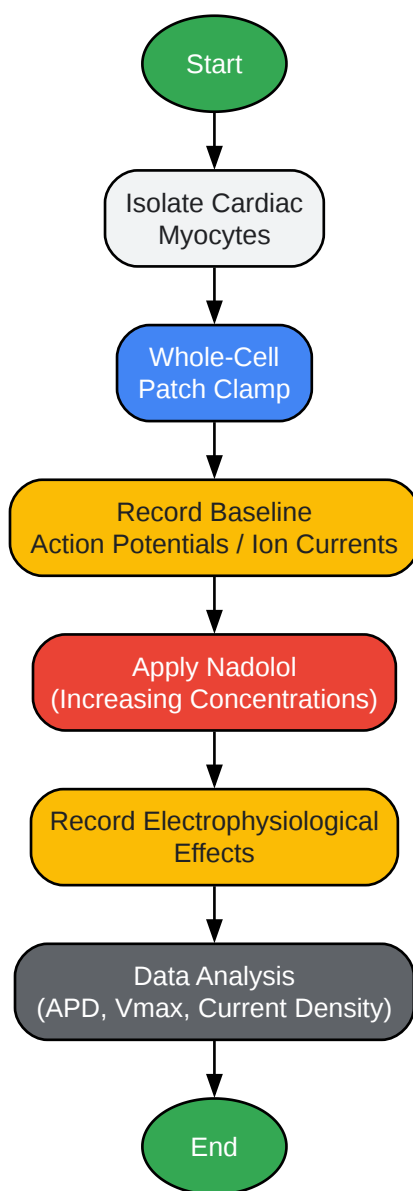 Start
Isolate Cardiac
Myocytes
Whole-Cell
Patch Clamp
Record Baseline
Action Potentials / Ion Currents
Apply Nadolol
(Increasing Concentrations)
Record Electrophysiological
Effects
Data Analysis
(APD, Vmax, Current Density)
End